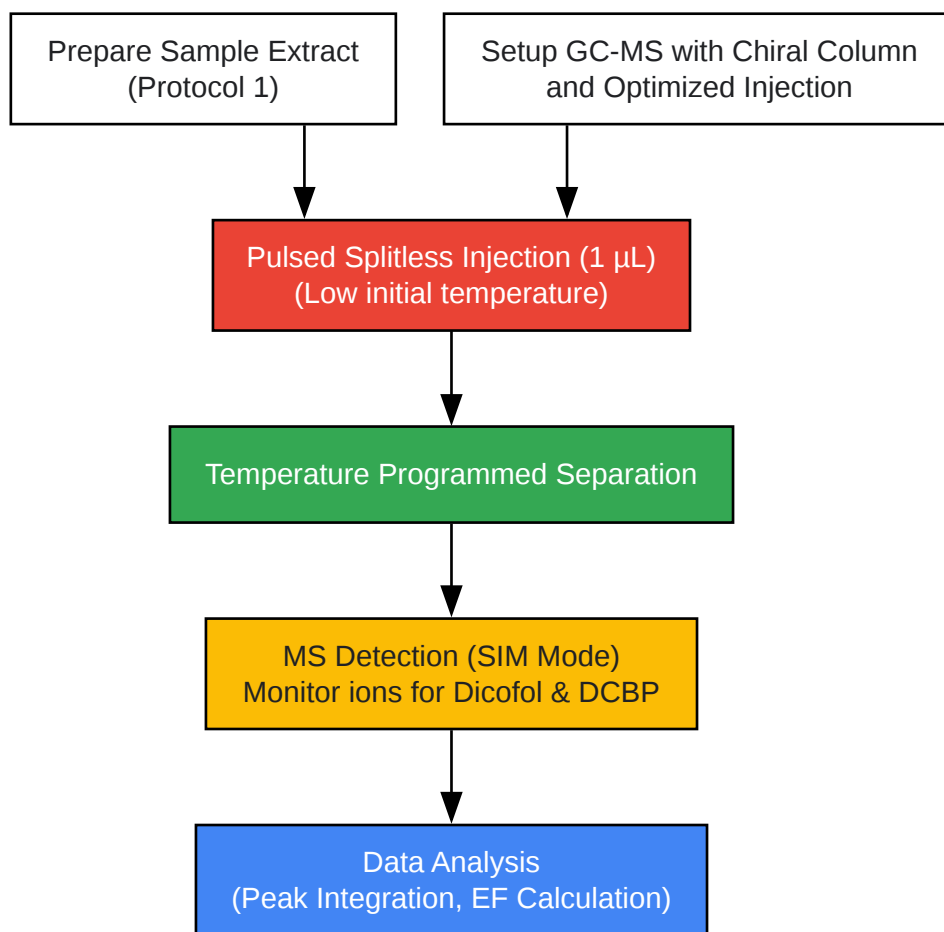 Prepare Sample Extract
(Protocol 1)
Setup GC-MS with Chiral Column
and Optimized Injection
Pulsed Splitless Injection (1 µL)
(Low initial temperature)
Temperature Programmed Separation
MS Detection (SIM Mode)
Monitor ions for Dicofol & DCBP
Data Analysis
(Peak Integration, EF Calculation)